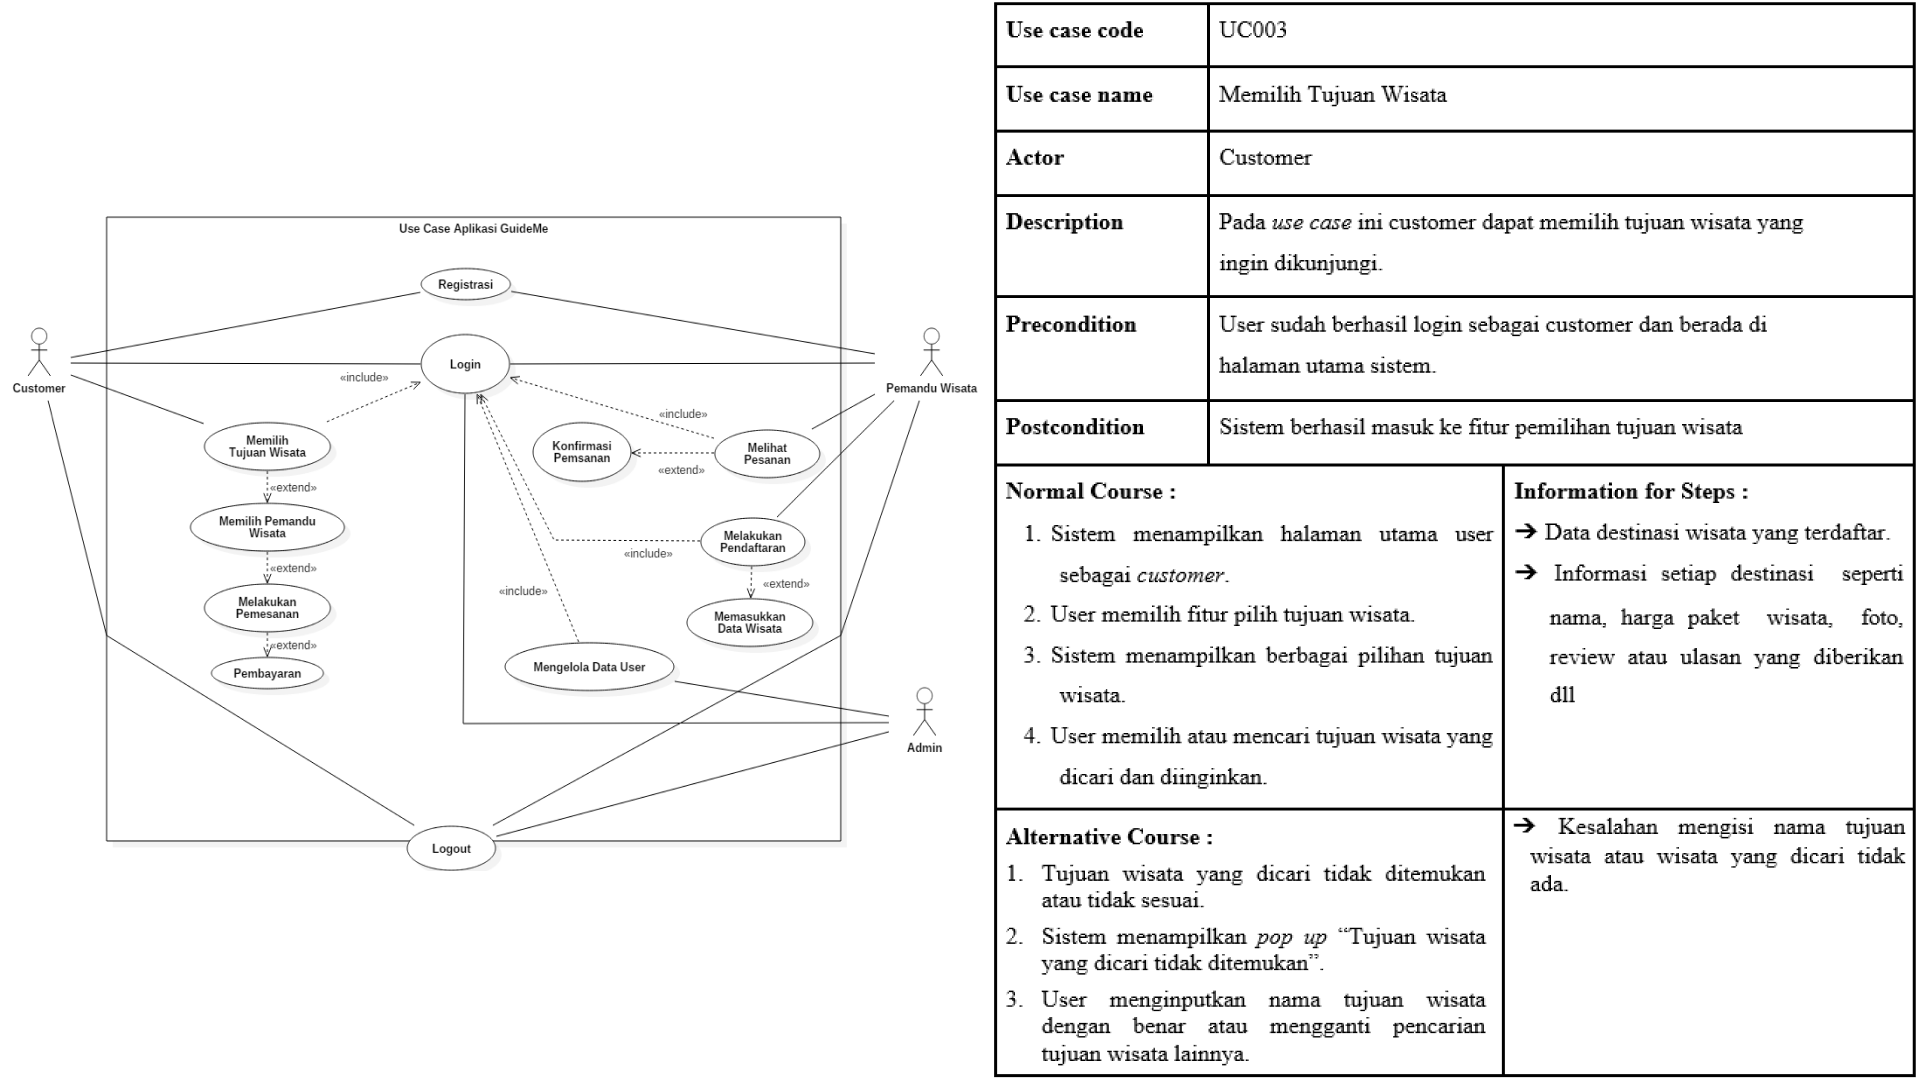 Use Case Aplikasi GuideMe
Registrasi
Login
Customer
Pemandu Wisata
«include»
«include»
Memilih
Tujuan Wisata
Konfirmasi
Pemsanan
Melihat
Pesanan
«extend»
«extend»
Memilih Pemandu
Wisata
Melakukan
Pendaftaran
«include»
«extend»
«extend»
«include»
Melakukan
Pemesanan
Memasukkan
Data Wisata
«extend»
Pembayaran
Mengelola Data User
Admin
Logout
Use case code
UC003
Use case name
Memilih Tujuan Wisata
Actor
Customer
Description
Pada use case ini customer dapat memilih tujuan wisata yang
ingin dikunjungi.
Precondition
User sudah berhasil login sebagai customer dan berada di
halaman utama sistem.
Postcondition
Sistem berhasil masuk ke fitur pemilihan tujuan wisata
Normal Course :
1. Sistem menampilkan halaman utama user
sebagai customer.
2. User memilih fitur pilih tujuan wisata.
3. Sistem menampilkan berbagai pilihan tujuan
wisata.
4. User memilih atau mencari tujuan wisata yang
dicari dan diinginkan.
Information for Steps :
➔ Data destinasi wisata yang terdaftar.
➔ Informasi setiap destinasi seperti
nama, harga paket wisata, foto,
review atau ulasan yang diberikan
dll
Alternative Course :
1. Tujuan wisata yang dicari tidak ditemukan
atau tidak sesuai.
2. Sistem menampilkan pop up “Tujuan wisata
yang dicari tidak ditemukan”.
3. User menginputkan nama tujuan wisata
dengan benar atau mengganti pencarian
tujuan wisata lainnya.
➔ Kesalahan mengisi nama tujuan
wisata atau wisata yang dicari tidak
ada.